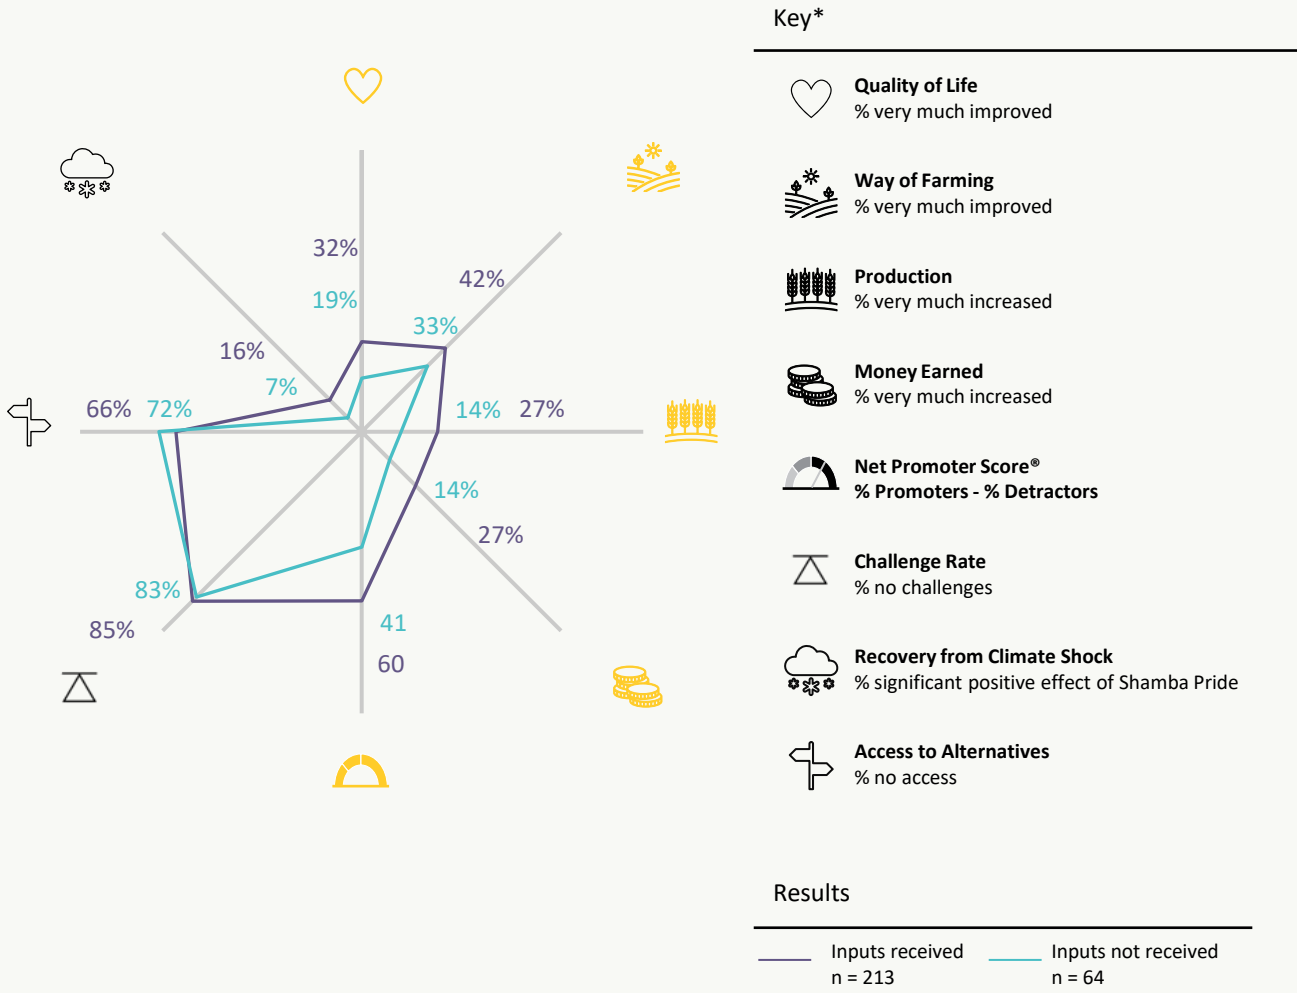 Key*
Quality of Life
% very much improved
Way of Farming
% very much improved
Production
% very much increased
Money Earned
% very much increased
Net Promoter Score®
% Promoters - % Detractors
Challenge Rate
% no challenges
Recovery from Climate Shock
% significant positive effect of Shamba Pride
Access to Alternatives
% no access
32%
42%
19%
33%
16%
7%
66% 72%
14% 27%
14%
27%
83%
85%
41
60
Results
Inputs received
n = 213
Inputs not received
n = 64